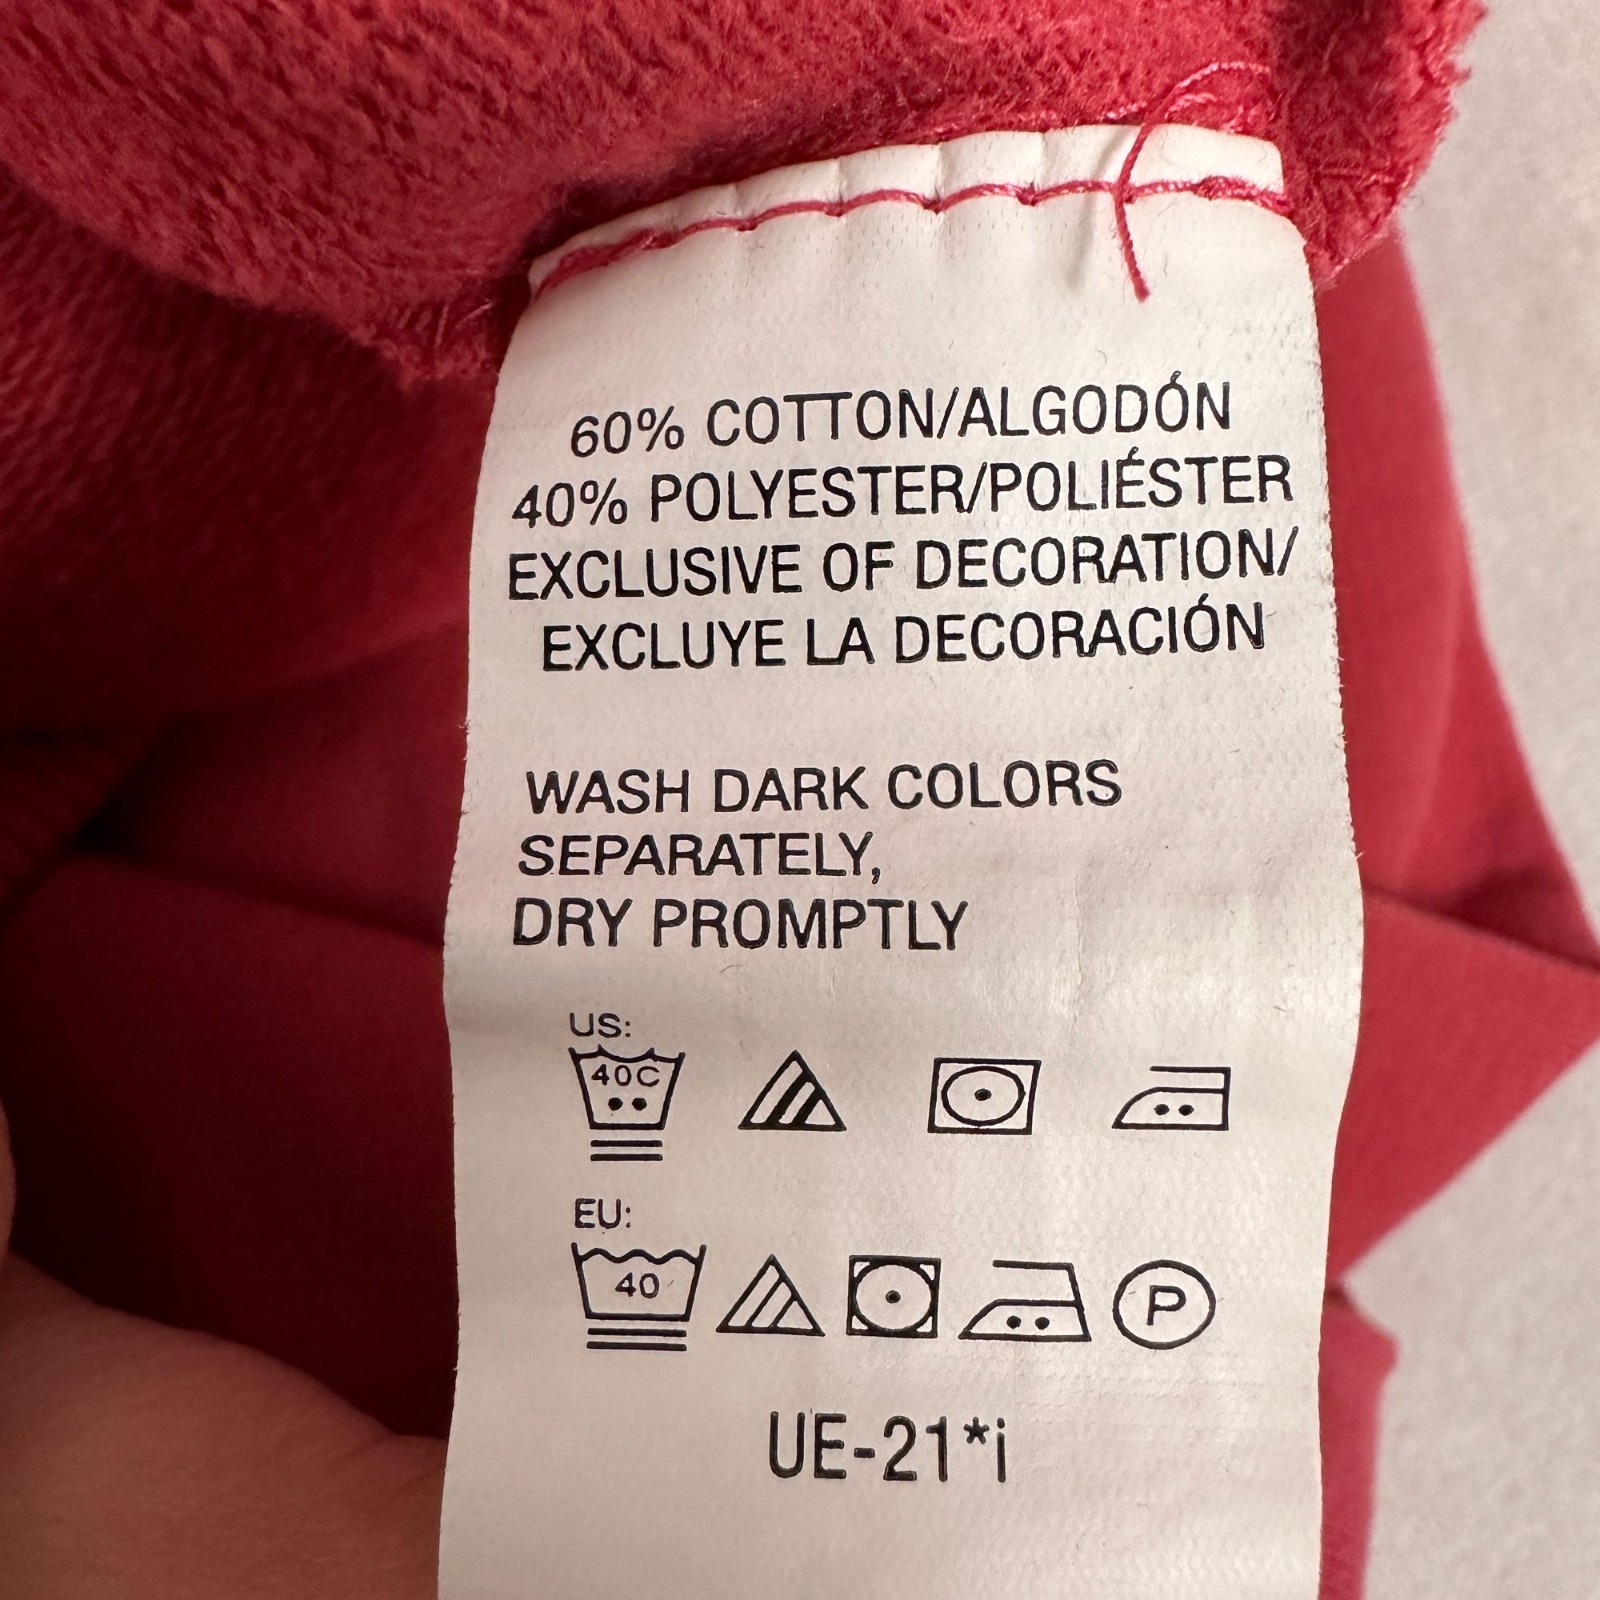 60% COTTON/ALGODÓN
40% POLYESTER/POLIÉSTER
EXCLUSIVE OF DECORATION/
EXCLUYE LA DECORACIÓN
WASH DARK COLORS
SEPARATELY,
DRY PROMPTLY
US:
40C
EU:
40 P
UE-21*i